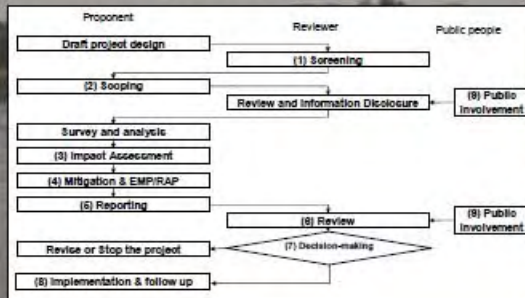 Proponent
Reviewer
Public people
Draft project design
(1) Screening
(2) Scoping
Review and Information Disclosure
(9) Public
Involvement
Survey and analysis
(3) Impact Assessment
(4) Mitigation & EMP/RAP
(5) Reporting
(6) Review
(9) Public
Involvement
(7) Decision-making
Revise or Stop the project
(8) Implementation & follow up